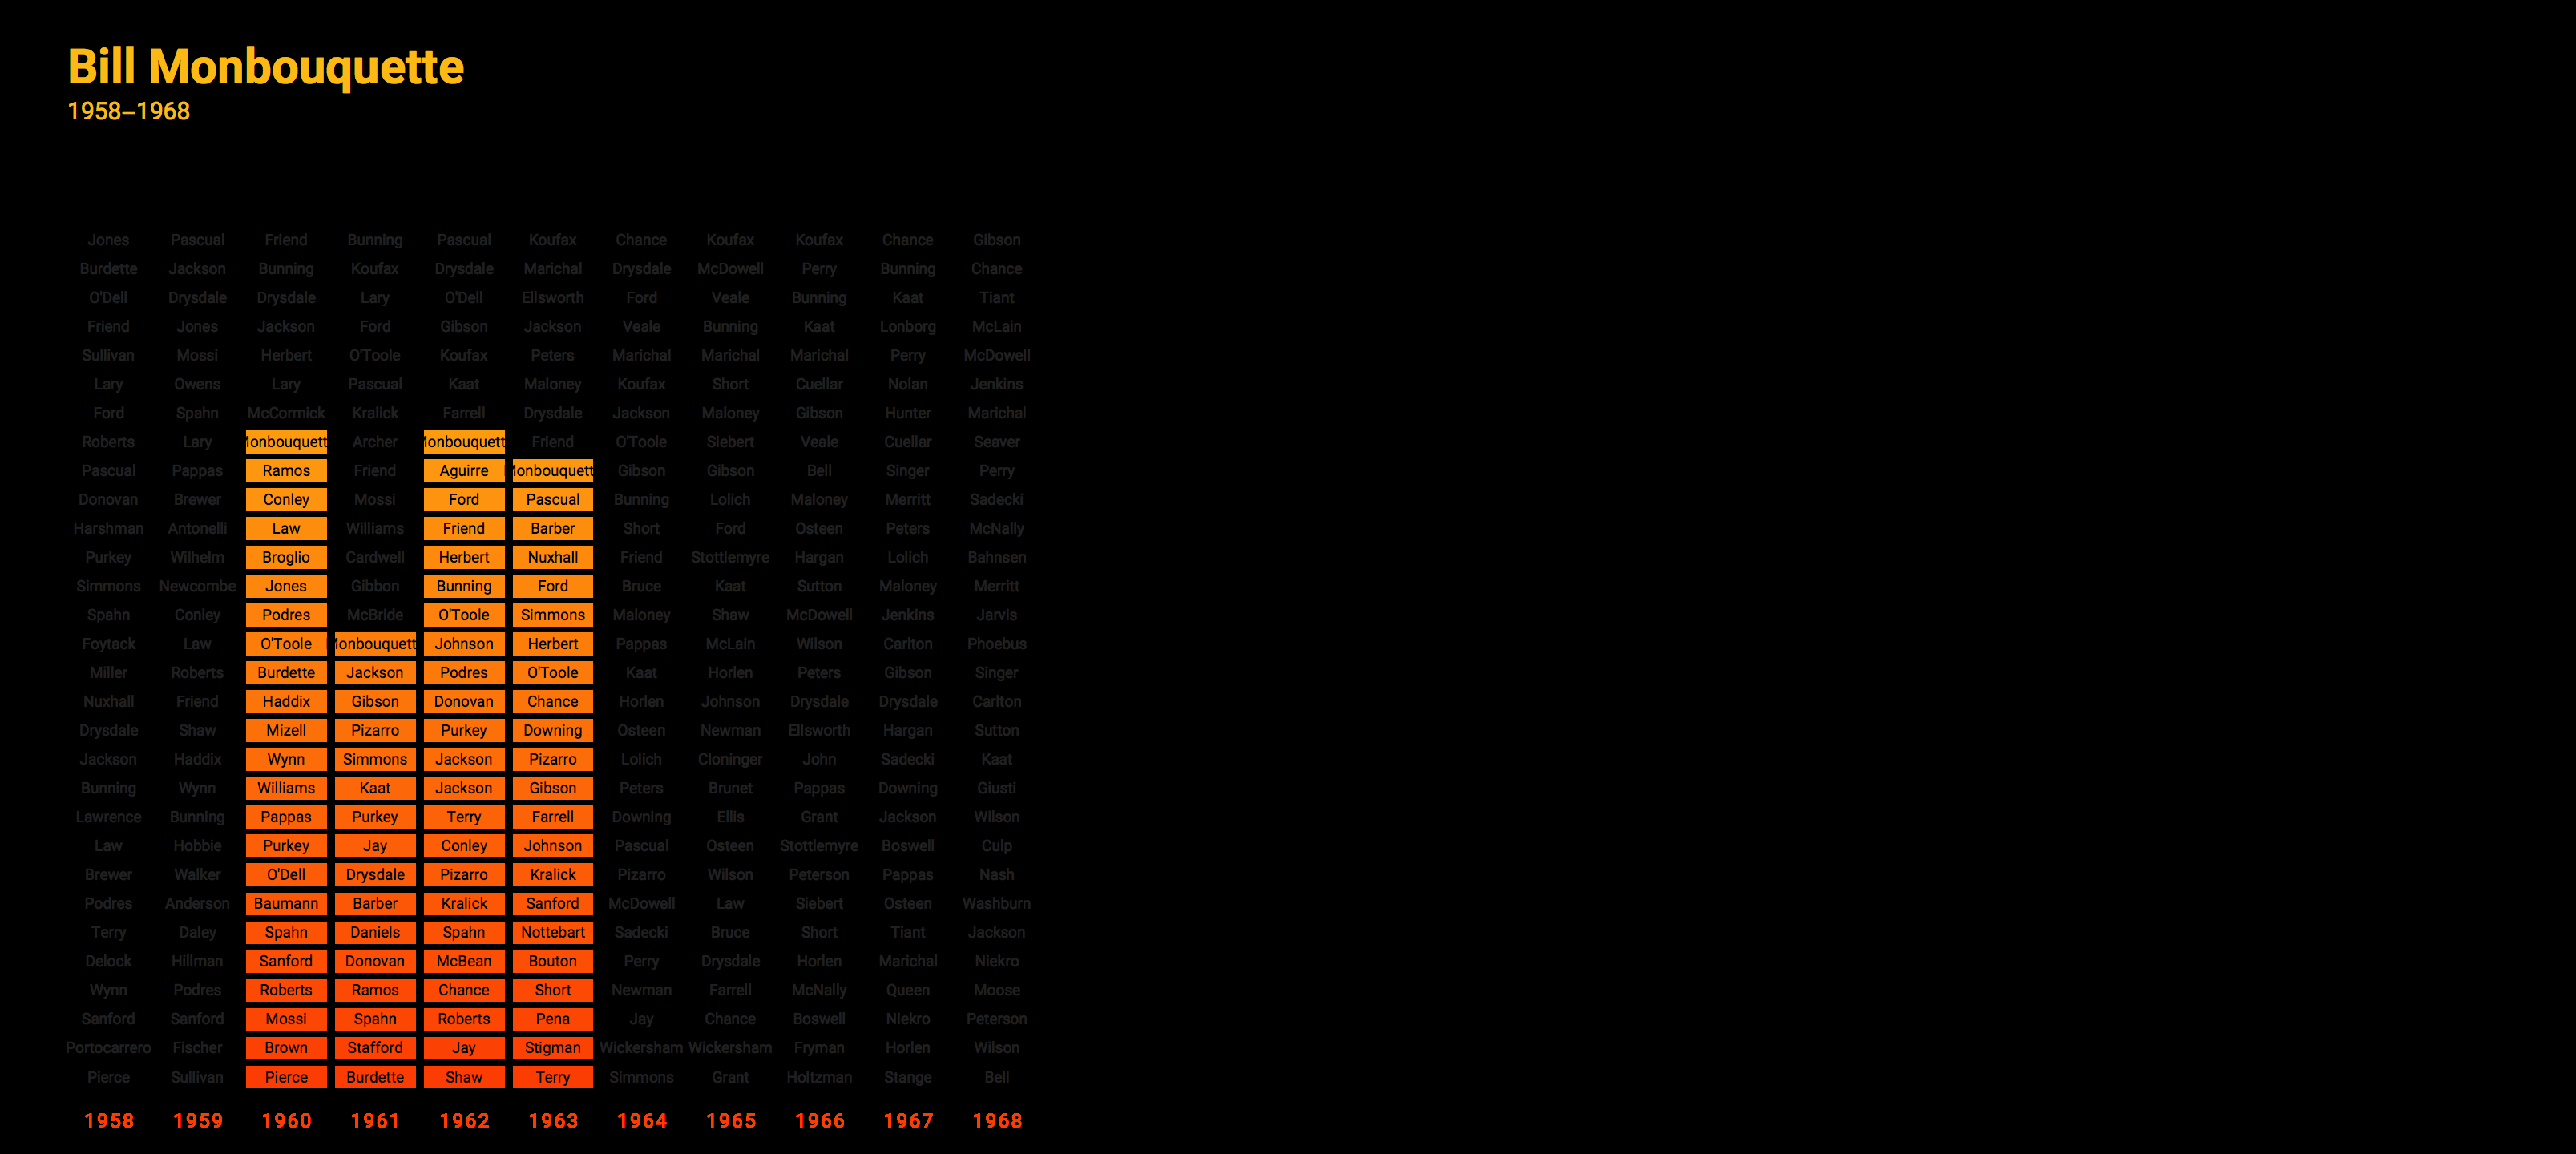 Bill Monbouquette
1958–1968
Jones Pascual Friend Bunning Pascual Koufax Chance Koufax Koufax Chance Gibson
Burdette Jackson Bunning Koufax Drysdale Marichal Drysdale McDowell Perry Bunning Chance
O'Dell Drysdale Drysdale Lary O'Dell Ellsworth Ford Veale Bunning Kaat Tiant
Friend Jones Jackson Ford Gibson Jackson Veale Bunning Kaat Lonborg McLain
Sullivan Mossi Herbert O'Toole Koufax Peters Marichal Marichal Marichal Perry McDowell
Lary Owens Lary Pascual Kaat Maloney Koufax Short Cuellar Nolan Jenkins
Ford Spahn McCormick Kralick Farrell Drysdale Jackson Maloney Gibson Hunter Marichal
Roberts Lary Monbouquett Archer Monbouquett Friend O'Toole Siebert Veale Cuellar Seaver
Pascual Pappas Ramos Friend Aguirre Monbouquett Gibson Gibson Bell Singer Perry
Donovan Brewer Conley Mossi Ford Pascual Bunning Lolich Maloney Merritt Sadecki
Harshman Antonelli Law Williams Friend Barber Short Ford Osteen Peters McNally
Purkey Wilhelm Broglio Cardwell Herbert Nuxhall Friend Stottlemyre Hargan Lolich Bahnsen
Simmons Newcombe Jones Gibbon Bunning Ford Bruce Kaat Sutton Maloney Merritt
Spahn Conley Podres McBride O'Toole Simmons Maloney Shaw McDowell Jenkins Jarvis
Foytack Law O'Toole Monbouquett Johnson Herbert Pappas McLain Wilson Carlton Phoebus
Miller Roberts Burdette Jackson Podres O'Toole Kaat Horlen Peters Gibson Singer
Nuxhall Friend Haddix Gibson Donovan Chance Horlen Johnson Drysdale Drysdale Carlton
Drysdale Shaw Mizell Pizarro Purkey Downing Osteen Newman Ellsworth Hargan Sutton
Jackson Haddix Wynn Simmons Jackson Pizarro Lolich Cloninger John Sadecki Kaat
Bunning Wynn Williams Kaat Jackson Gibson Peters Brunet Pappas Downing Giusti
Lawrence Bunning Pappas Purkey Terry Farrell Downing Ellis Grant Jackson Wilson
Law Hobbie Purkey Jay Conley Johnson Pascual Osteen Stottlemyre Boswell Culp
Brewer Walker O'Dell Drysdale Pizarro Kralick Pizarro Wilson Peterson Pappas Nash
Podres Anderson Baumann Barber Kralick Sanford McDowell Law Siebert Osteen Washburn
Terry Daley Spahn Daniels Spahn Nottebart Sadecki Bruce Short Tiant Jackson
Delock Hillman Sanford Donovan McBean Bouton Perry Drysdale Horlen Marichal Niekro
Wynn Podres Roberts Ramos Chance Short Newman Farrell McNally Queen Moose
Sanford Sanford Mossi Spahn Roberts Pena Jay Chance Boswell Niekro Peterson
Portocarrero Fischer Brown Stafford Jay Stigman Wickersham Wickersham Fryman Horlen Wilson
Pierce Sullivan Pierce Burdette Shaw Terry Simmons Grant Holtzman Stange Bell
1958 1959 1960 1961 1962 1963 1964 1965 1966 1967 1968